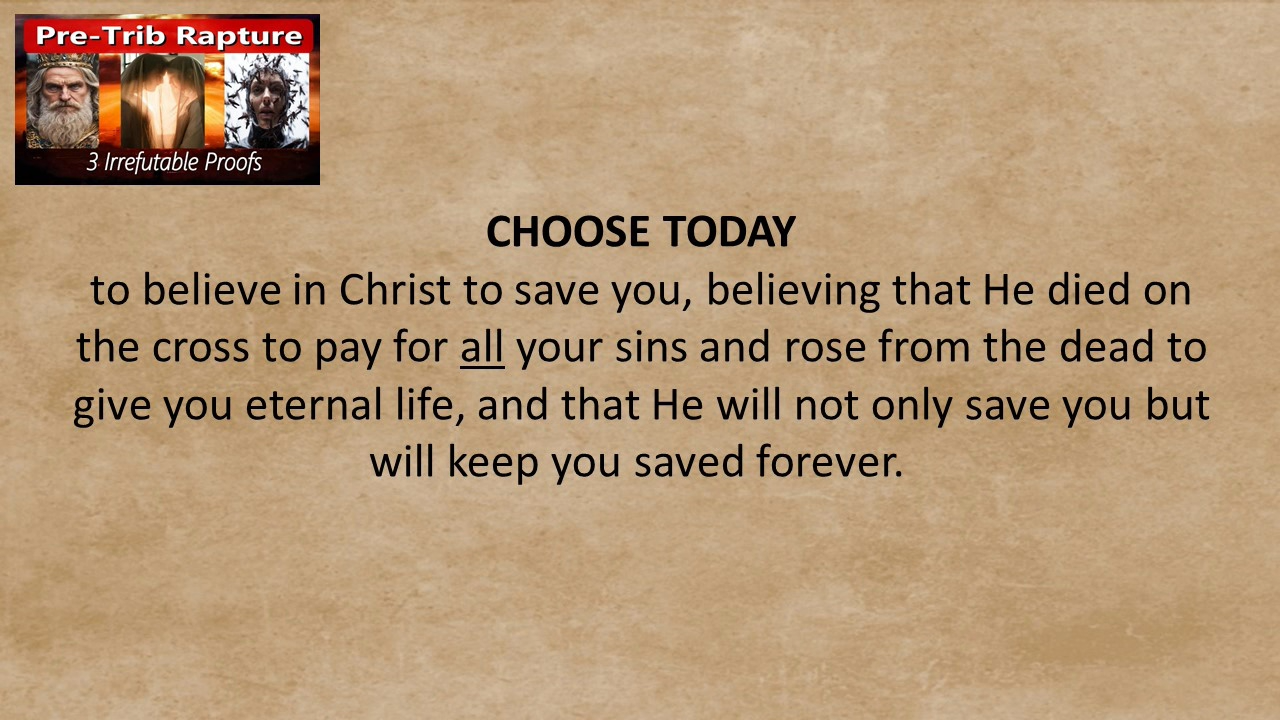 Pre-Trib Rapture
3 Irrefutable Proofs
CHOOSE TODAY
to believe in Christ to save you, believing that He died on
the cross to pay for all your sins and rose from the dead to
give you eternal life, and that He will not only save you but
will keep you saved forever.